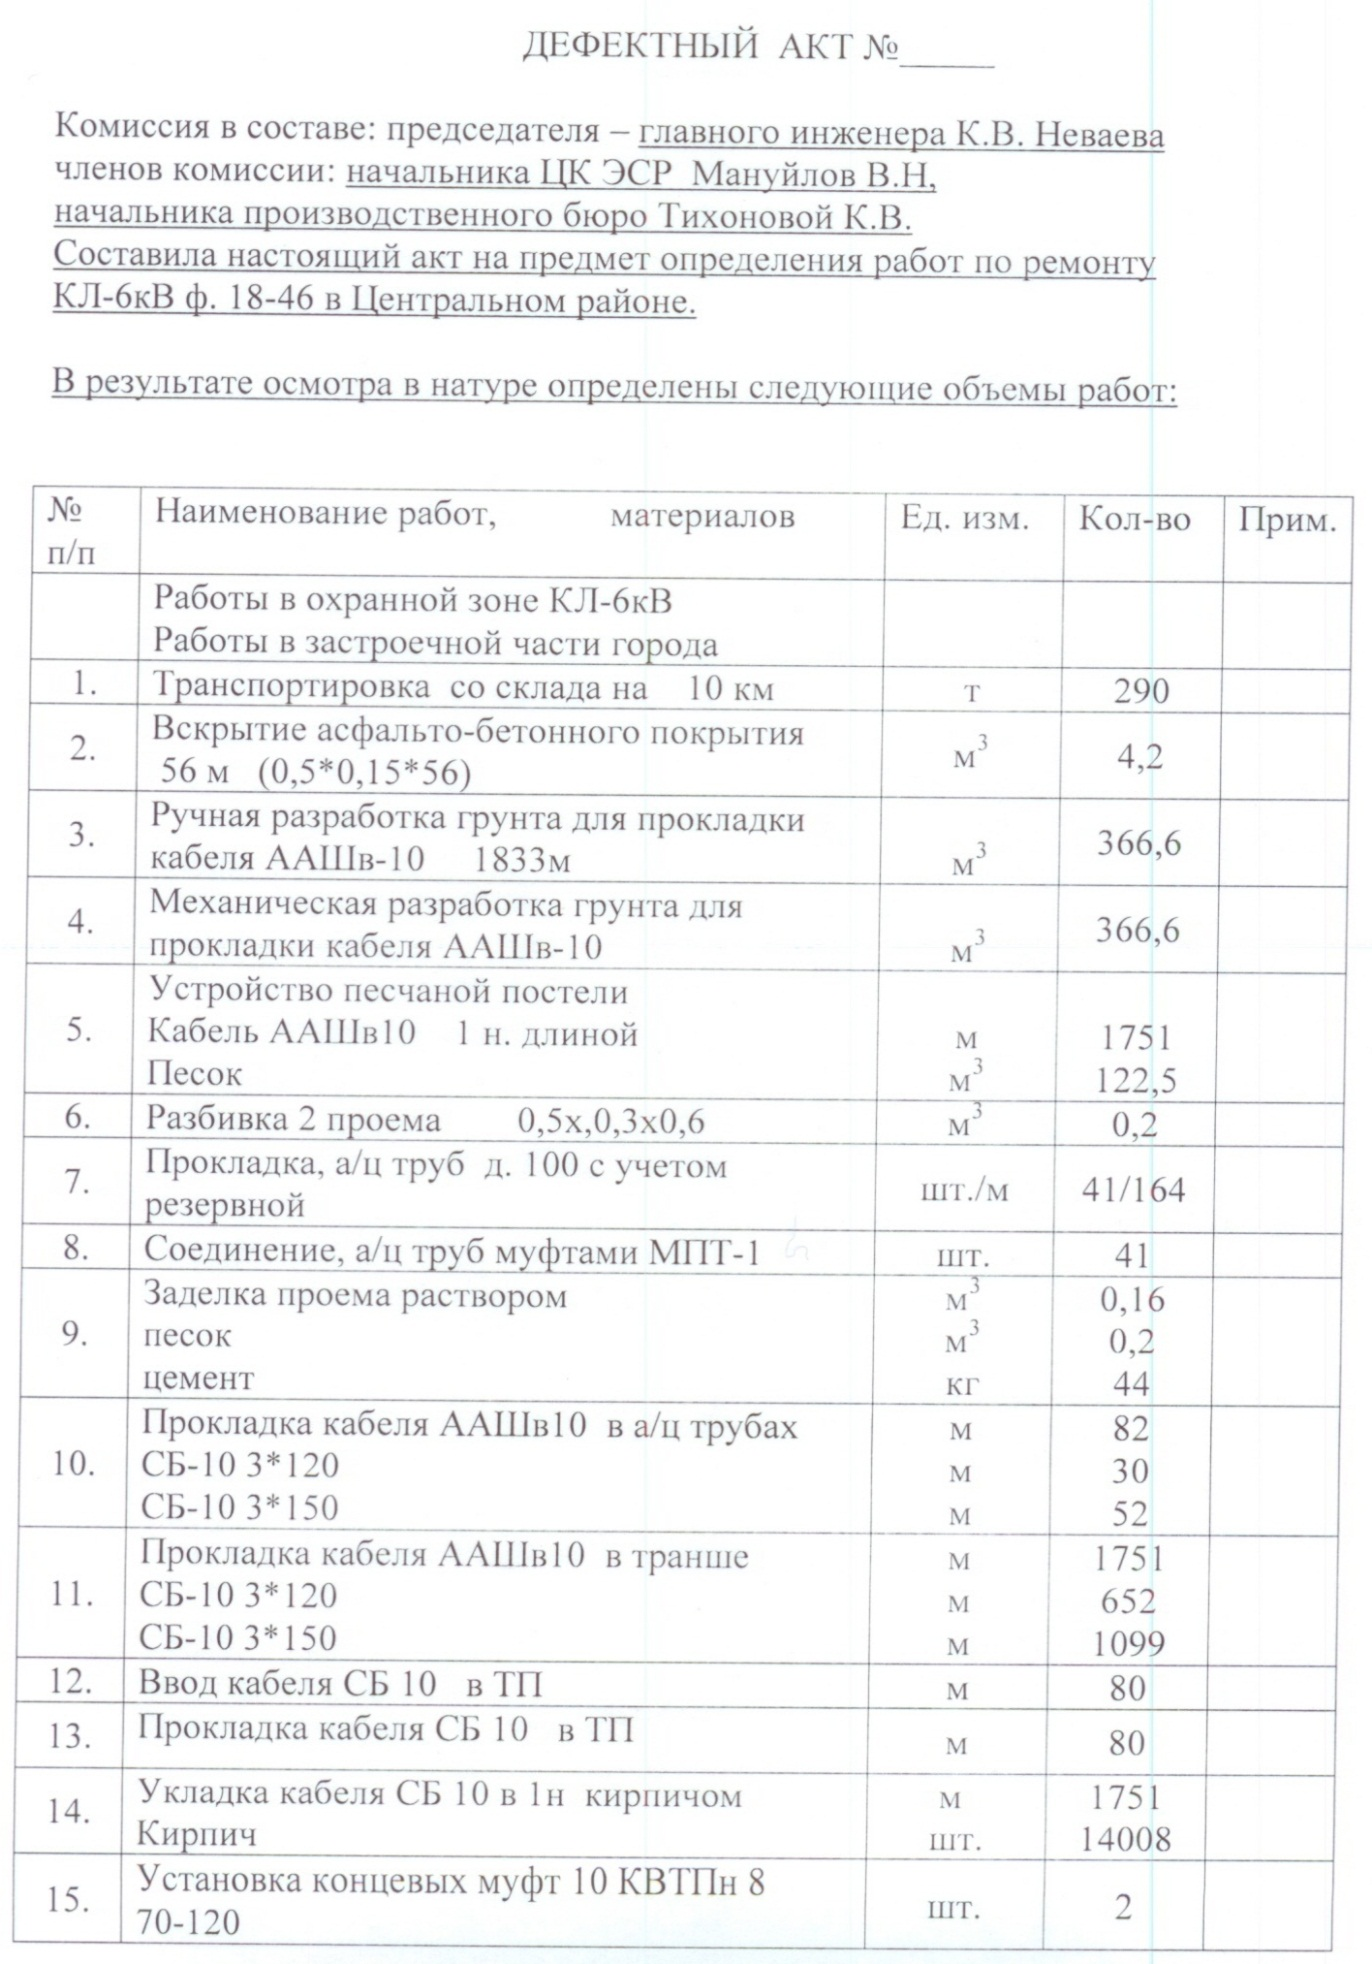 ДЕФЕКТНЫЙ АКТ №_____
Комиссия в составе: председателя – главного инженера К.В. Неваева
членов комиссии: начальника ЦК ЭСР Мануйлов В.Н,
начальника производственного бюро Тихоновой К.В.
Составила настоящий акт на предмет определения работ по ремонту
КЛ-6кВ ф. 18-46 в Центральном районе.
В результате осмотра в натуре определены следующие объемы работ:
№ п/п Наименование работ, материалов Ед. изм. Кол-во Прим.
Работы в охранной зоне КЛ-6кВ
Работы в застроечной части города
1. Транспортировка со склада на 10 км т 290
2. Вскрытие асфальто-бетонного покрытия
56 м (0,5*0,15*56) м³ 4,2
3. Ручная разработка грунта для прокладки
кабеля ААШв-10 1833м м³ 366,6
4. Механическая разработка грунта для
прокладки кабеля ААШв-10 м³ 366,6
5. Устройство песчаной постели
Кабель ААШв10 1 н. длиной м 1751
Песок м³ 122,5
6. Разбивка 2 проема 0,5х,0,3х0,6 м³ 0,2
7. Прокладка, а/ц труб д. 100 с учетом
резервной шт./м 41/164
8. Соединение, а/ц труб муфтами МПТ-1 шт. 41
9. Заделка проема раствором м³ 0,16
песок м³ 0,2
цемент кг 44
10. Прокладка кабеля ААШв10 в а/ц трубах м 82
СБ-10 3*120 м 30
СБ-10 3*150 м 52
11. Прокладка кабеля ААШв10 в транше м 1751
СБ-10 3*120 м 652
СБ-10 3*150 м 1099
12. Ввод кабеля СБ 10 в ТП м 80
13. Прокладка кабеля СБ 10 в ТП м 80
14. Укладка кабеля СБ 10 в 1н кирпичом м 1751
Кирпич шт. 14008
15. Установка концевых муфт 10 КВТПн 8
70-120 шт. 2